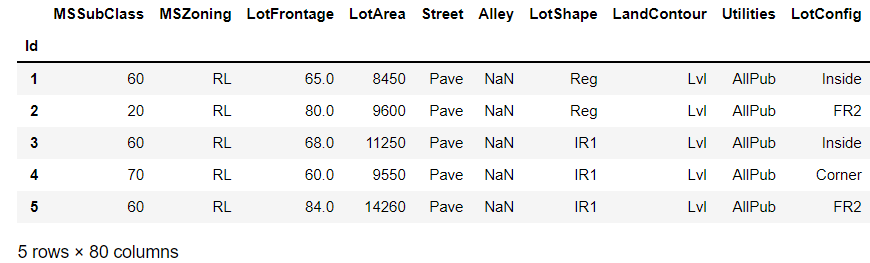 MSSubClass MSZoning LotFrontage LotArea Street Alley LotShape LandContour Utilities LotConfig
Id
1 60 RL 65.0 8450 Pave NaN Reg Lvl AllPub Inside
2 20 RL 80.0 9600 Pave NaN Reg Lvl AllPub FR2
3 60 RL 68.0 11250 Pave NaN IR1 Lvl AllPub Inside
4 70 RL 60.0 9550 Pave NaN IR1 Lvl AllPub Corner
5 60 RL 84.0 14260 Pave NaN IR1 Lvl AllPub FR2
5 rows × 80 columns